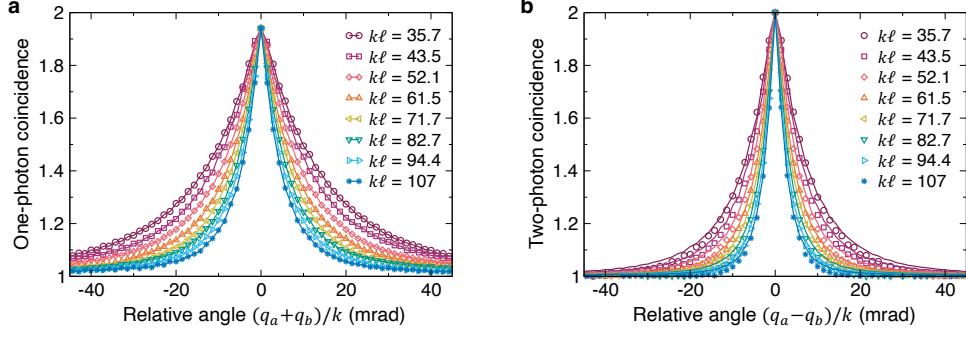 a
2
1.8
1.6
1.4
1.2
1
One-photon coincidence
kℓ = 35.7
kℓ = 43.5
kℓ = 52.1
kℓ = 61.5
kℓ = 71.7
kℓ = 82.7
kℓ = 94.4
kℓ = 107
-40 -20 0 20 40
Relative angle (qₐ+q_b)/k (mrad)
b
2
1.8
1.6
1.4
1.2
1
Two-photon coincidence
kℓ = 35.7
kℓ = 43.5
kℓ = 52.1
kℓ = 61.5
kℓ = 71.7
kℓ = 82.7
kℓ = 94.4
kℓ = 107
-40 -20 0 20 40
Relative angle (qₐ−q_b)/k (mrad)